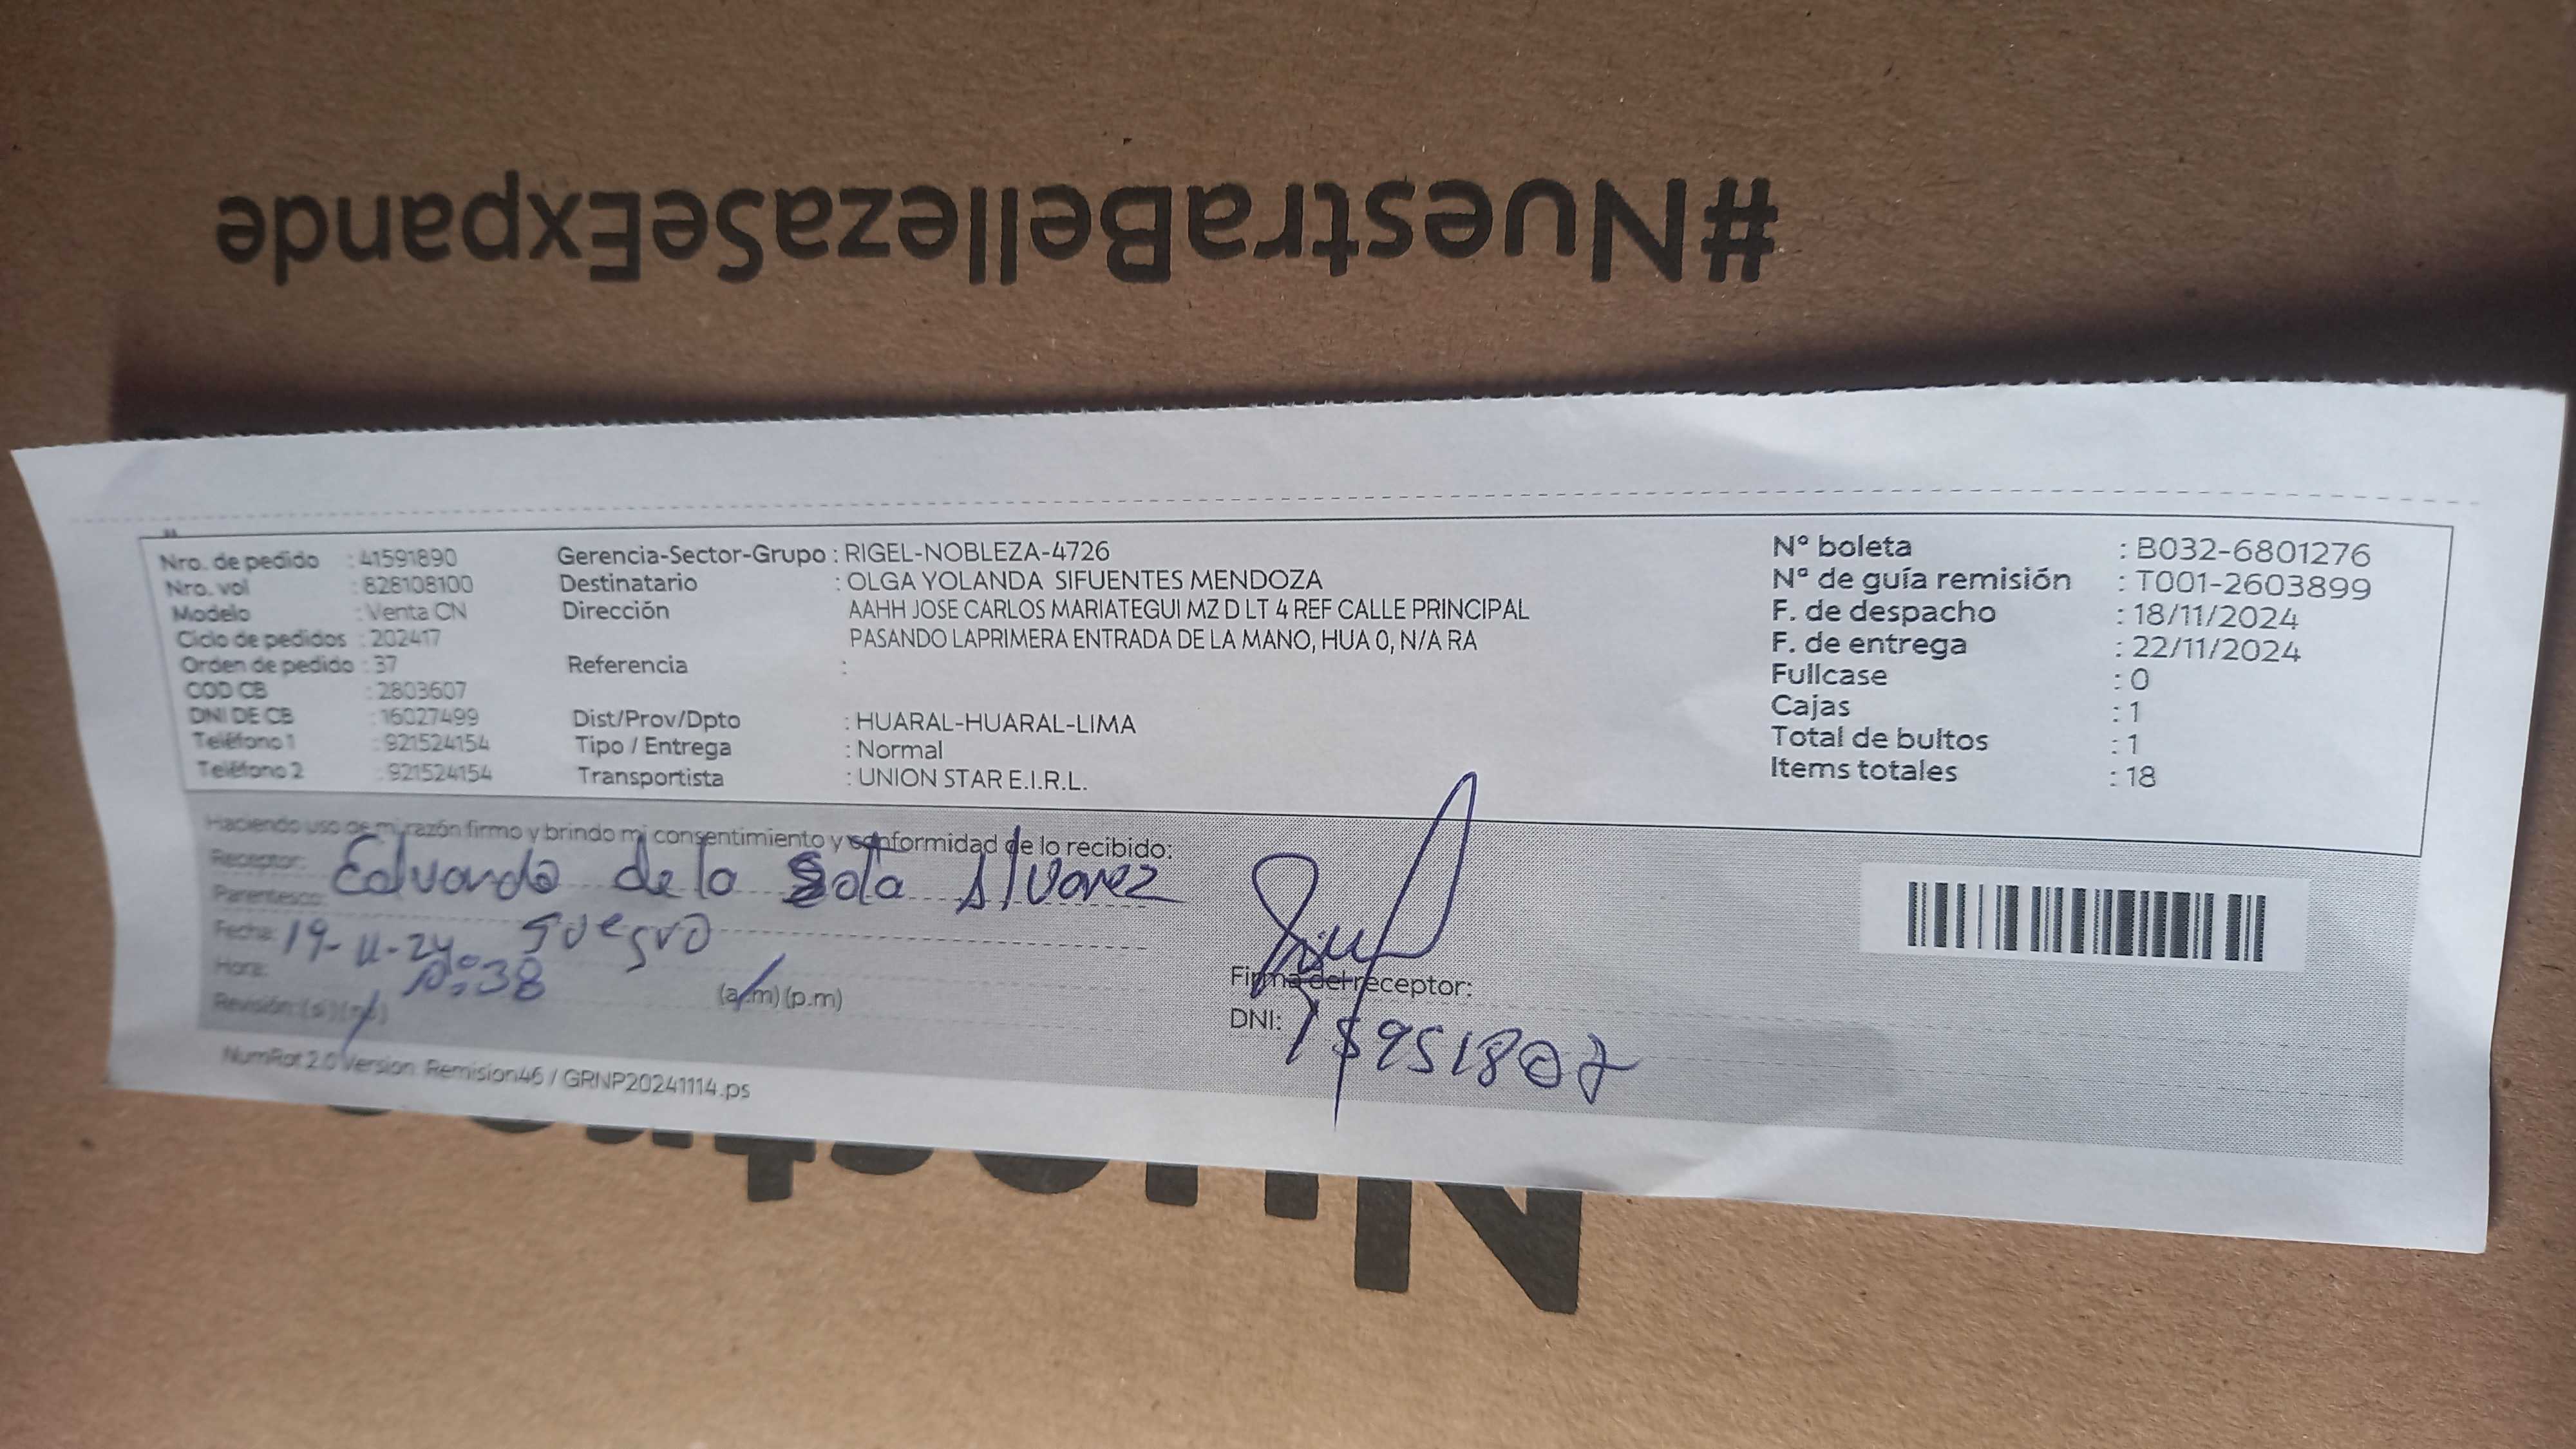 #NuestraBellezaSeExpande
Nro. de pedido : 41591890
Nro. vol : 828108100
Modelo : Venta CN
Ciclo de pedidos : 202417
Orden de pedido : 37
COD CB : 2803607
DNI DE CB : 16027499
Teléfono 1 : 921524154
Teléfono 2 : 921524154
Gerencia-Sector-Grupo : RIGEL-NOBLEZA-4726
Destinatario : OLGA YOLANDA SIFUENTES MENDOZA
Dirección AAHH JOSE CARLOS MARIATEGUI MZ D LT 4 REF CALLE PRINCIPAL
PASANDO LAPRIMERA ENTRADA DE LA MANO, HUA 0, N/A RA
Referencia :
Dist/Prov/Dpto : HUARAL-HUARAL-LIMA
Tipo / Entrega : Normal
Transportista : UNION STAR E.I.R.L.
N° boleta : B032-6801276
N° de guía remisión : T001-2603899
F. de despacho : 18/11/2024
F. de entrega : 22/11/2024
Fullcase : 0
Cajas : 1
Total de bultos : 1
Items totales : 18
Haciendo uso de mi razón firmo y brindo mi consentimiento y conformidad de lo recibido:
Receptor: Eduardo de la Sota Alvarez
Parentesco: Suegro
Fecha: 19-11-24
Hora: :38 (a.m) (p.m)
Revisión: (si) (no)
Firma del receptor:
DNI: 15951807
NumRot 2.0 Version Remision46 / GRNP20241114.ps